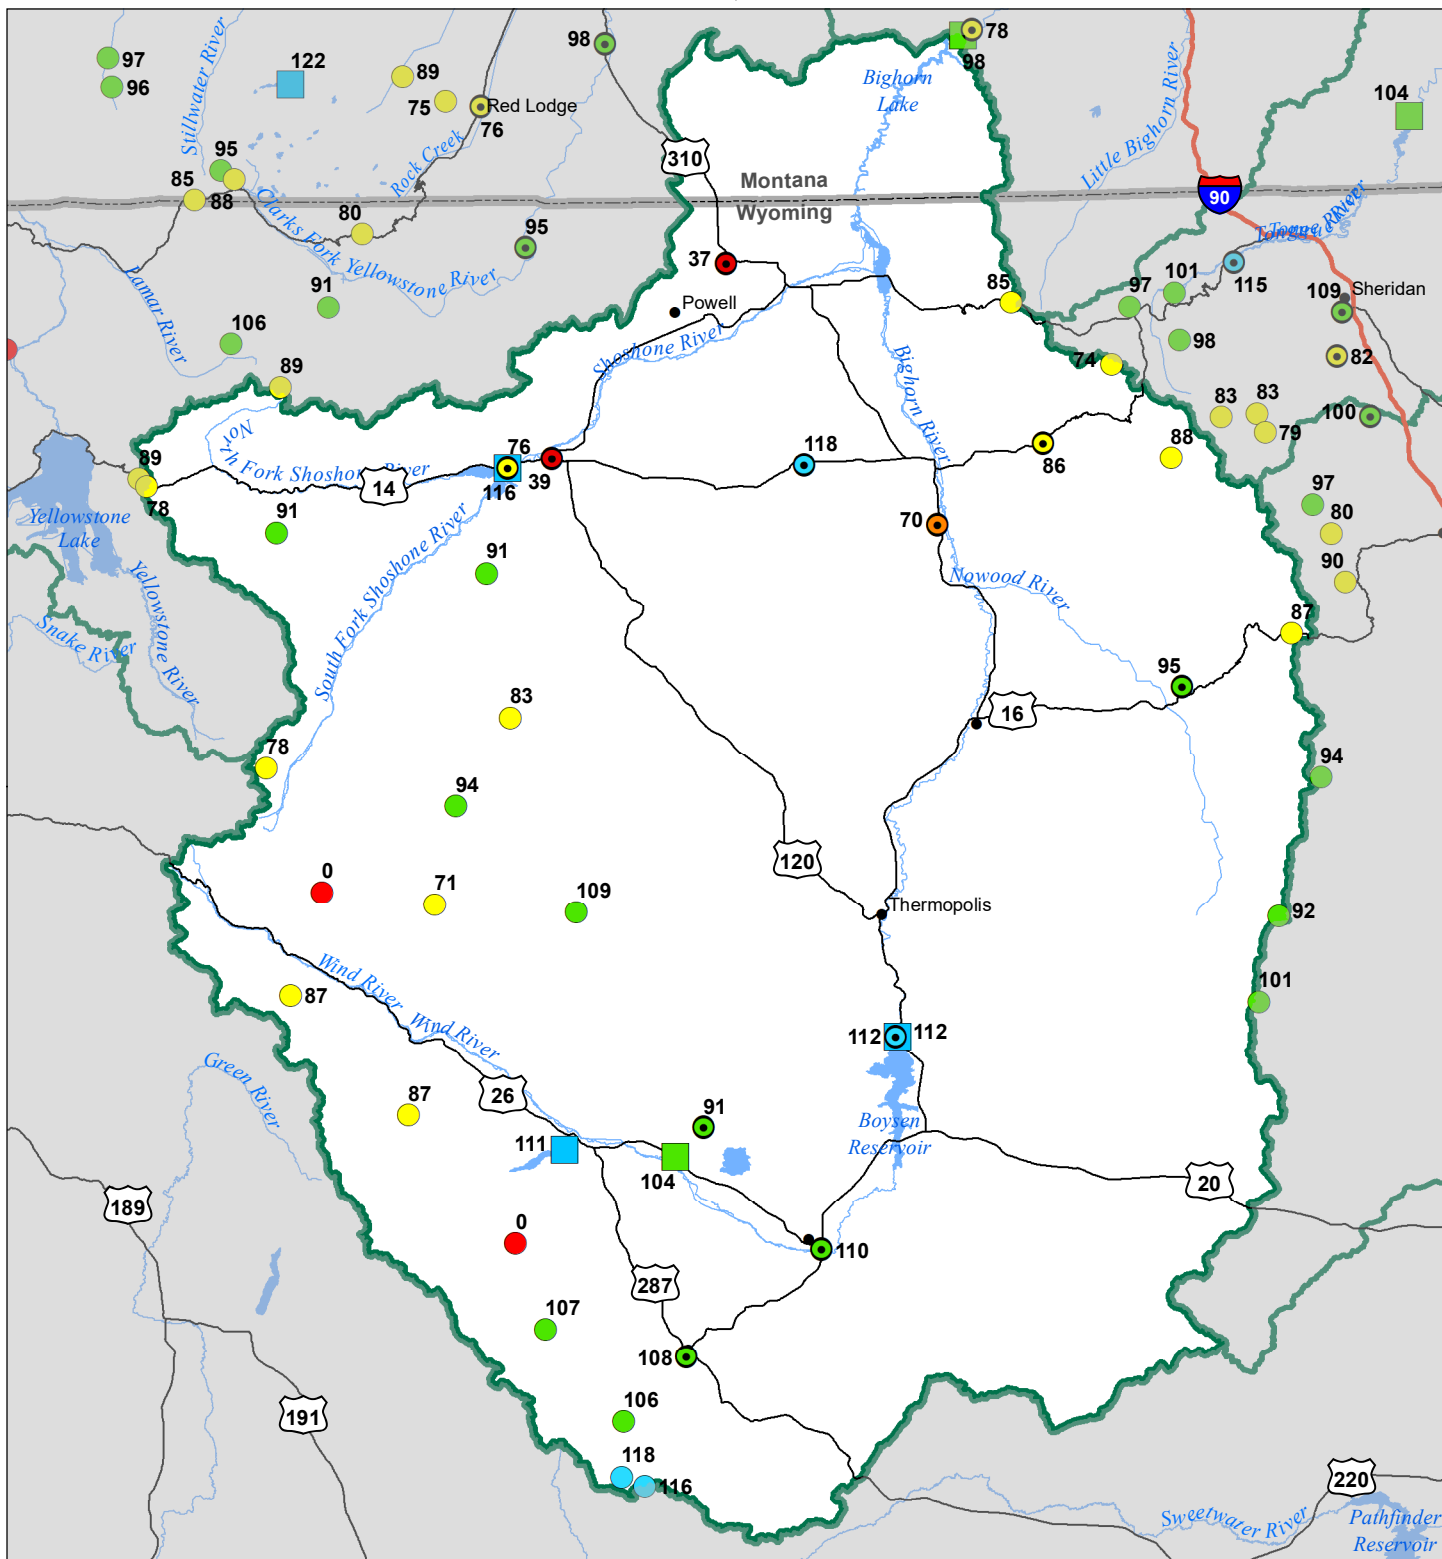 97
96
122
89
75
Red Lodge
76
98
78
98
Bighorn
Lake
Little Bighorn River
104
Stillwater River
Rock Creek
310
Montana
Wyoming
90
95
85
88
80
Clarks Fork Yellowstone River
95
Tongue River
Tongue River
Lamar River
91
106
89
37
Powell
Shoshone River
Bighorn River
85
97
101
115
109
Sheridan
98
82
74
83
83
79
100
North Fork Shoshone River
89
78
14
76
116
39
118
86
88
97
80
90
Yellowstone
Lake
91
91
70
Nowood River
Yellowstone River
Snake River
South Fork Shoshone River
87
95
16
83
78
94
94
120
0
71
109
Thermopolis
92
Wind River
87
101
Wind River
112
112
Green River
26
87
91
Boysen
Reservoir
111
104
20
189
0
110
287
107
108
191
106
118
116
220
Sweetwater River
Pathfinder
Reservoir